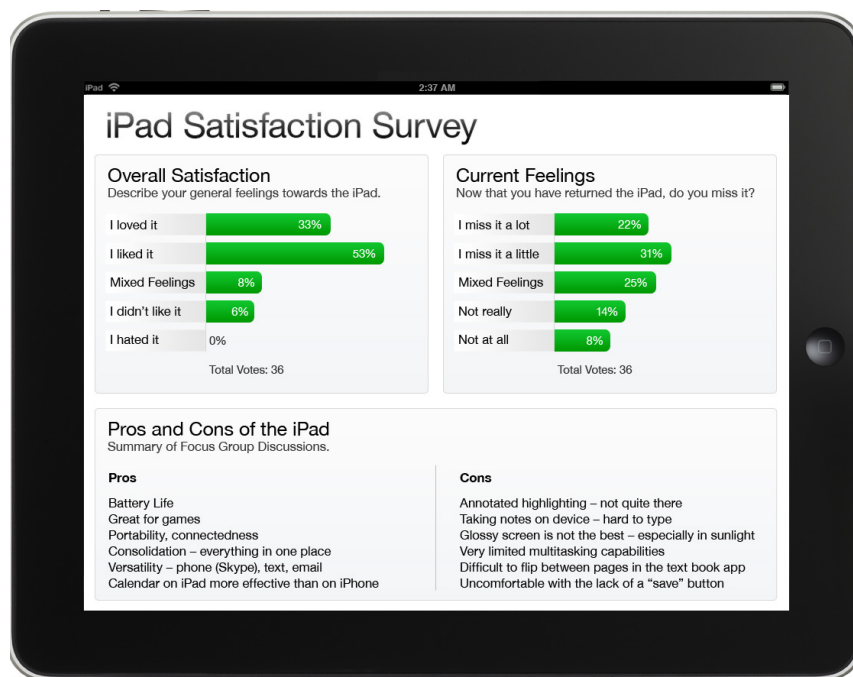 iPad
2:37 AM
iPad Satisfaction Survey
Overall Satisfaction
Describe your general feelings towards the iPad.
I loved it 33%
I liked it 53%
Mixed Feelings 8%
I didn't like it 6%
I hated it 0%
Total Votes: 36
Current Feelings
Now that you have returned the iPad, do you miss it?
I miss it a lot 22%
I miss it a little 31%
Mixed Feelings 25%
Not really 14%
Not at all 8%
Total Votes: 36
Pros and Cons of the iPad
Summary of Focus Group Discussions.
Pros
Battery Life
Great for games
Portability, connectedness
Consolidation – everything in one place
Versatility – phone (Skype), text, email
Calendar on iPad more effective than on iPhone
Cons
Annotated highlighting – not quite there
Taking notes on device – hard to type
Glossy screen is not the best – especially in sunlight
Very limited multitasking capabilities
Difficult to flip between pages in the text book app
Uncomfortable with the lack of a “save” button